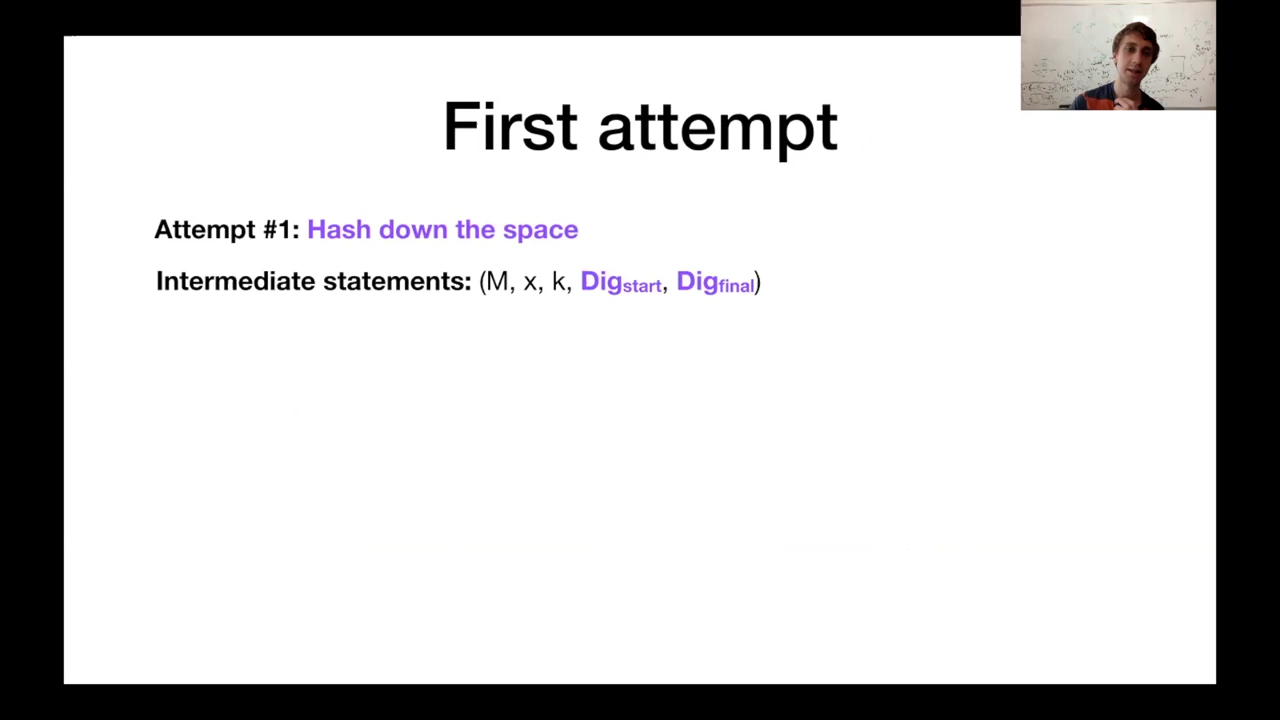 First attempt
Attempt #1: Hash down the space
Intermediate statements: (M, x, k, Digstart, Digfinal)